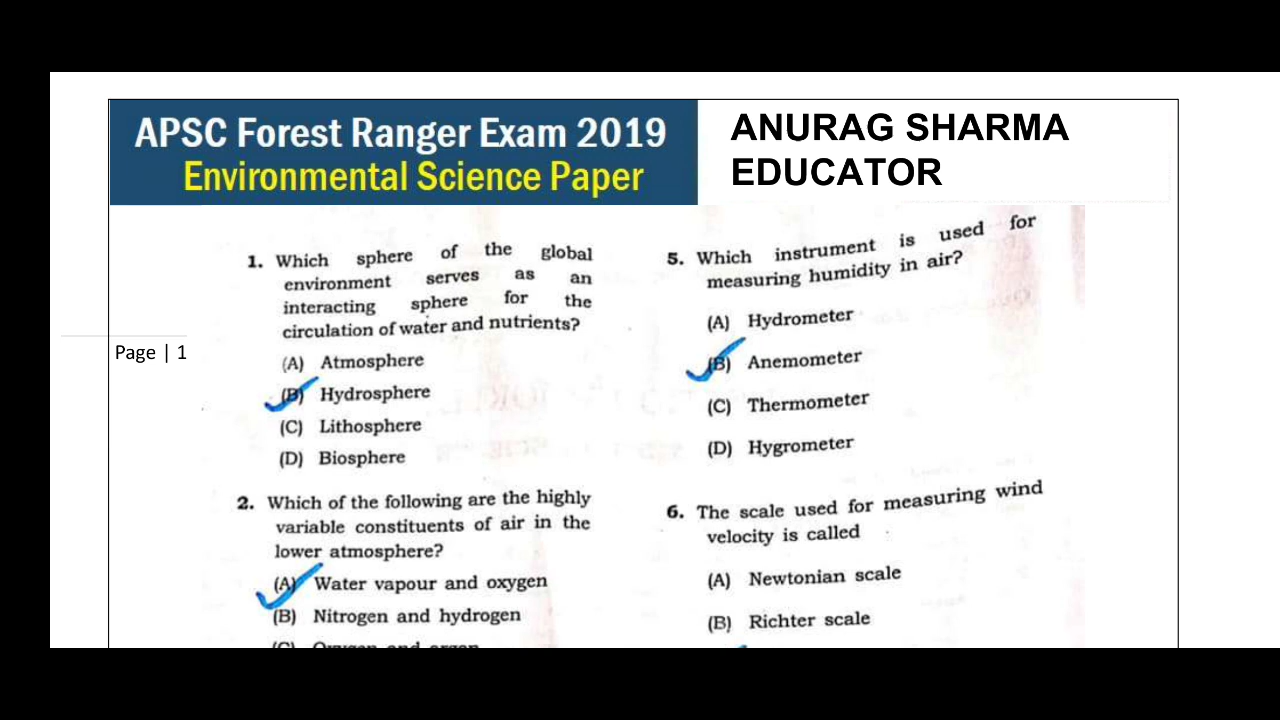 APSC Forest Ranger Exam 2019
Environmental Science Paper
ANURAG SHARMA
EDUCATOR
1. Which sphere of the global
environment serves as an
interacting sphere for the
circulation of water and nutrients?
(A) Atmosphere
(B) Hydrosphere
(C) Lithosphere
(D) Biosphere
2. Which of the following are the highly
variable constituents of air in the
lower atmosphere?
(A) Water vapour and oxygen
(B) Nitrogen and hydrogen
(C) Oxygen and argon
5. Which instrument is used for
measuring humidity in air?
(A) Hydrometer
(B) Anemometer
(C) Thermometer
(D) Hygrometer
6. The scale used for measuring wind
velocity is called
(A) Newtonian scale
(B) Richter scale
Page | 1